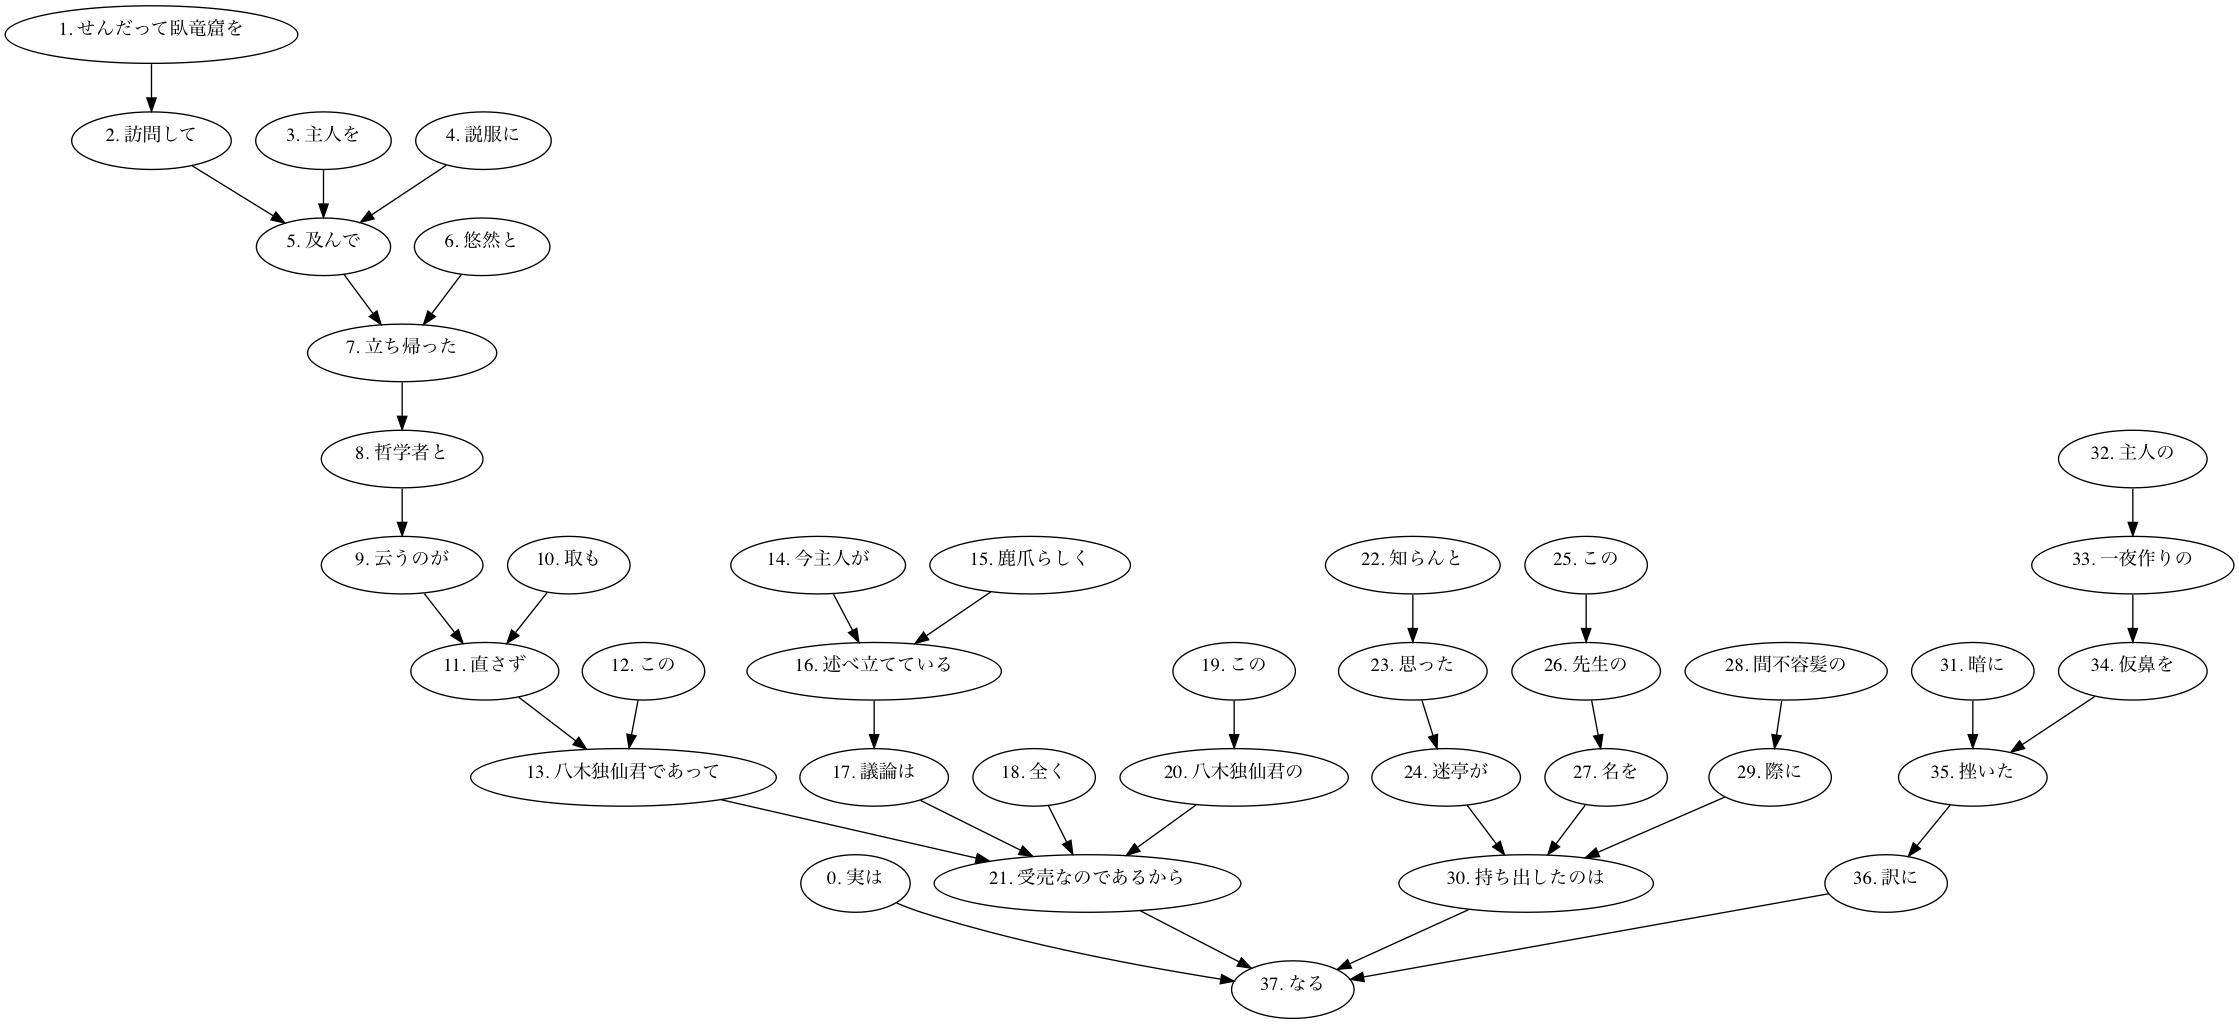 1. せんだって臥竜窟を
2. 訪問して
3. 主人を
4. 説服に
5. 及んで
6. 悠然と
7. 立ち帰った
8. 哲学者と
32. 主人の
9. 云うのが
10. 取も
14. 今主人が
15. 鹿爪らしく
22. 知らんと
25. この
33. 一夜作りの
11. 直さず
12. この
16. 述べ立てている
19. この
23. 思った
26. 先生の
28. 間不容髪の
31. 暗に
34. 仮鼻を
13. 八木独仙君であって
17. 議論は
18. 全く
20. 八木独仙君の
24. 迷亭が
27. 名を
29. 際に
35. 挫いた
0. 実は
21. 受売なのであるから
30. 持ち出したのは
36. 訳に
37. なる